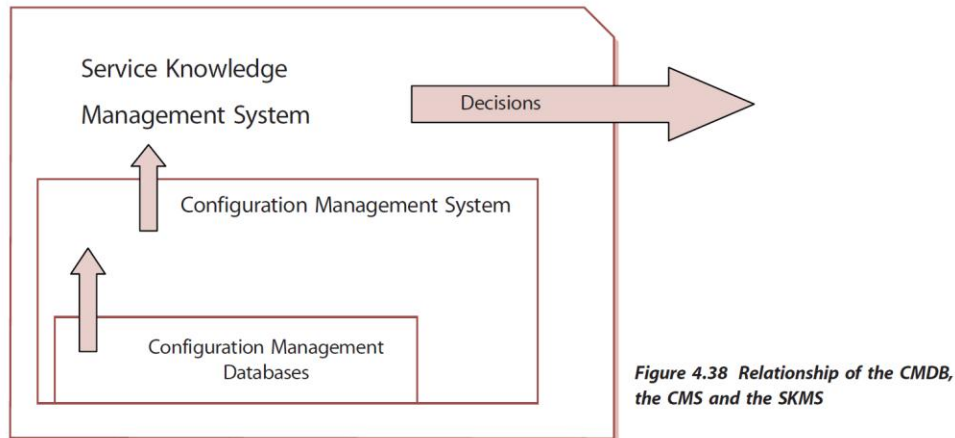 Service Knowledge
Management System
Decisions
Configuration Management System
Configuration Management
Databases
Figure 4.38 Relationship of the CMDB,
the CMS and the SKMS